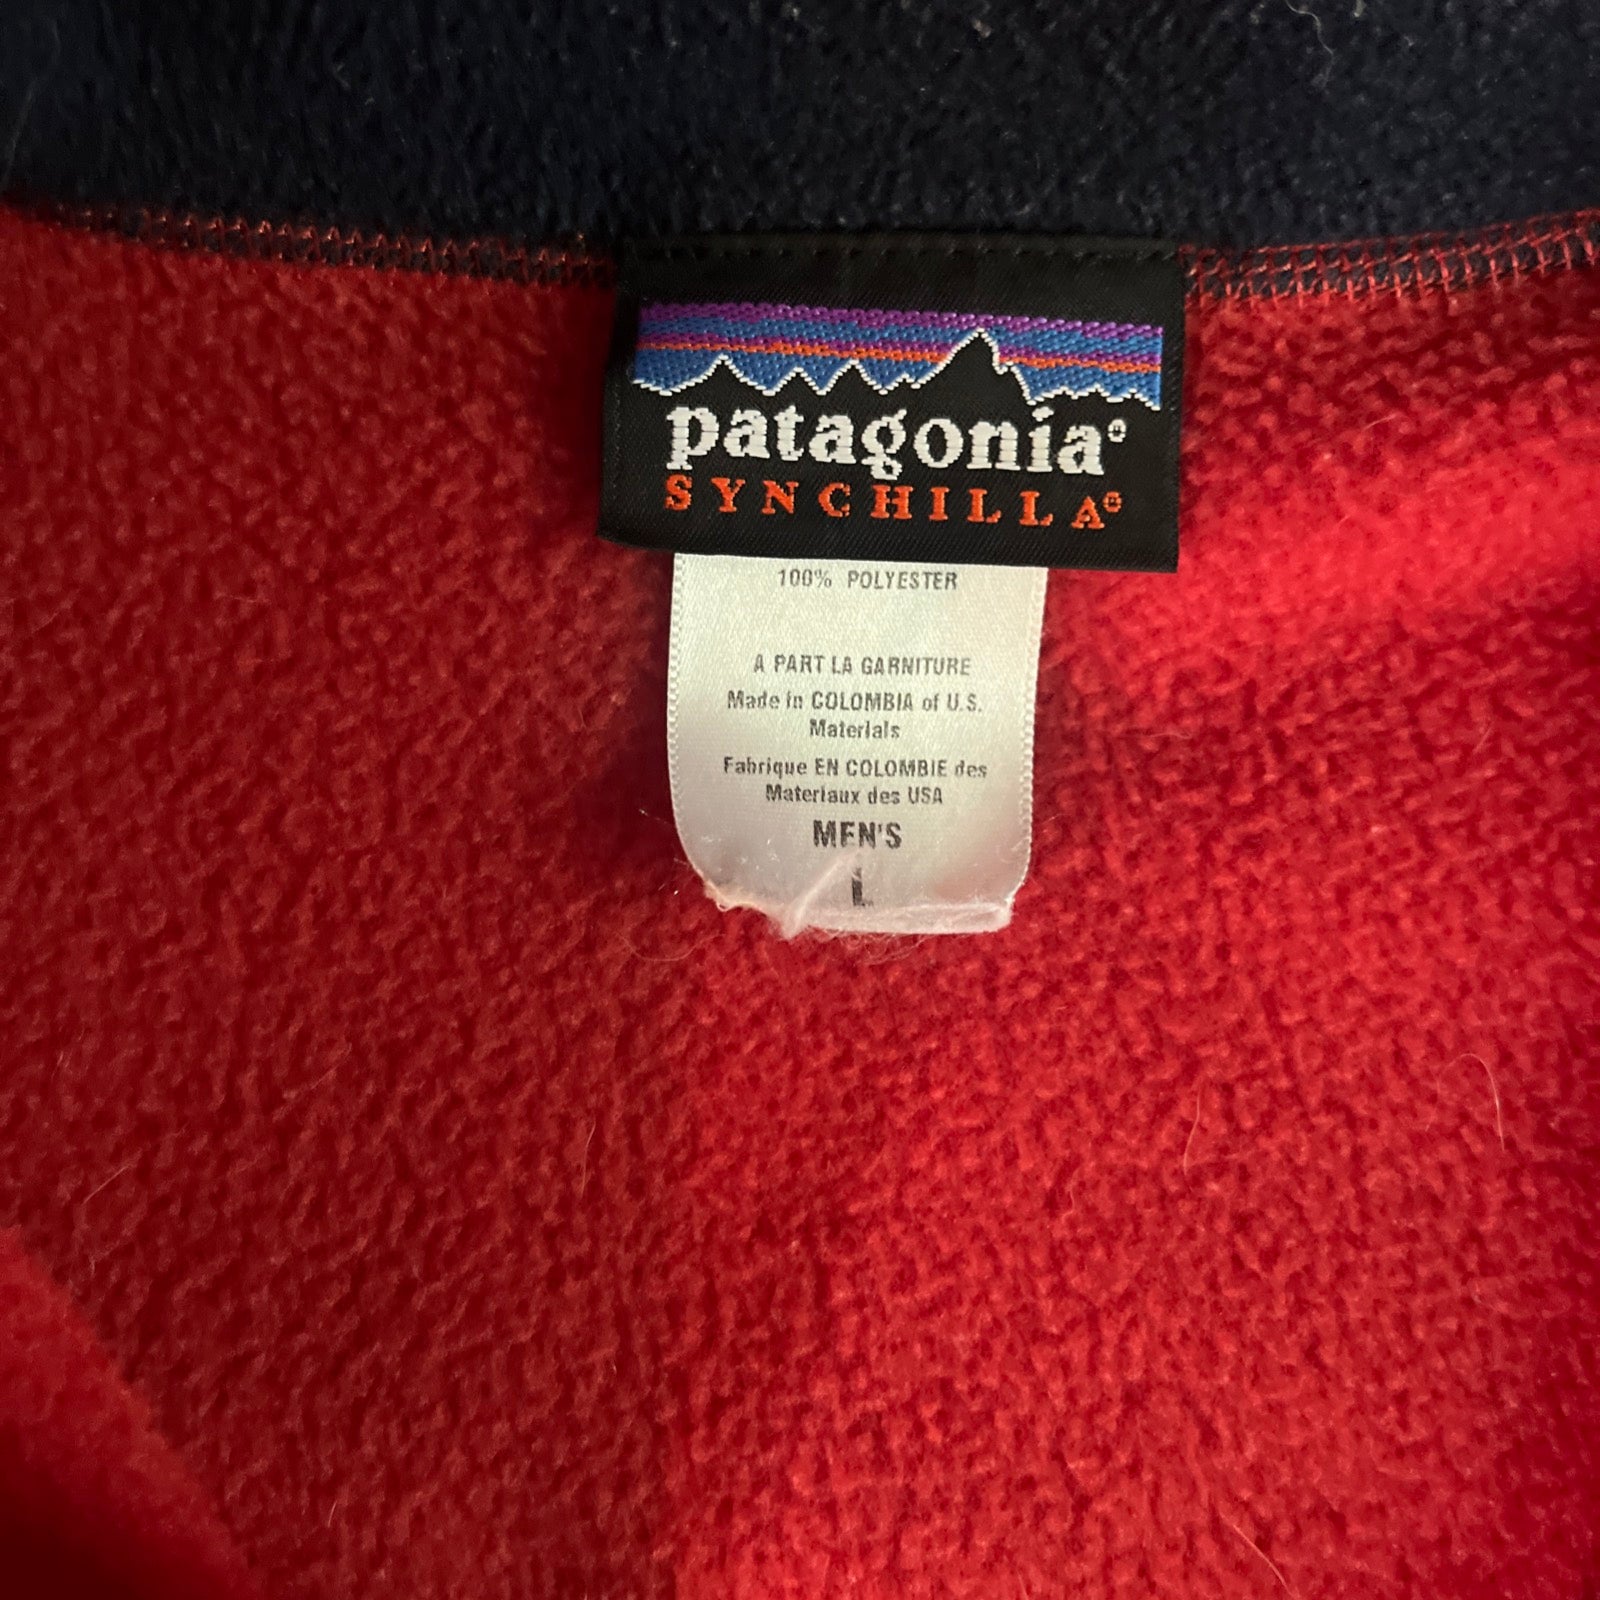 patagonia®
SYNCHILLA®
100% POLYESTER
A PART LA GARNITURE
Made in COLOMBIA of U.S.
Materials
Fabrique EN COLOMBIE des
Materiaux des USA
MEN'S
L